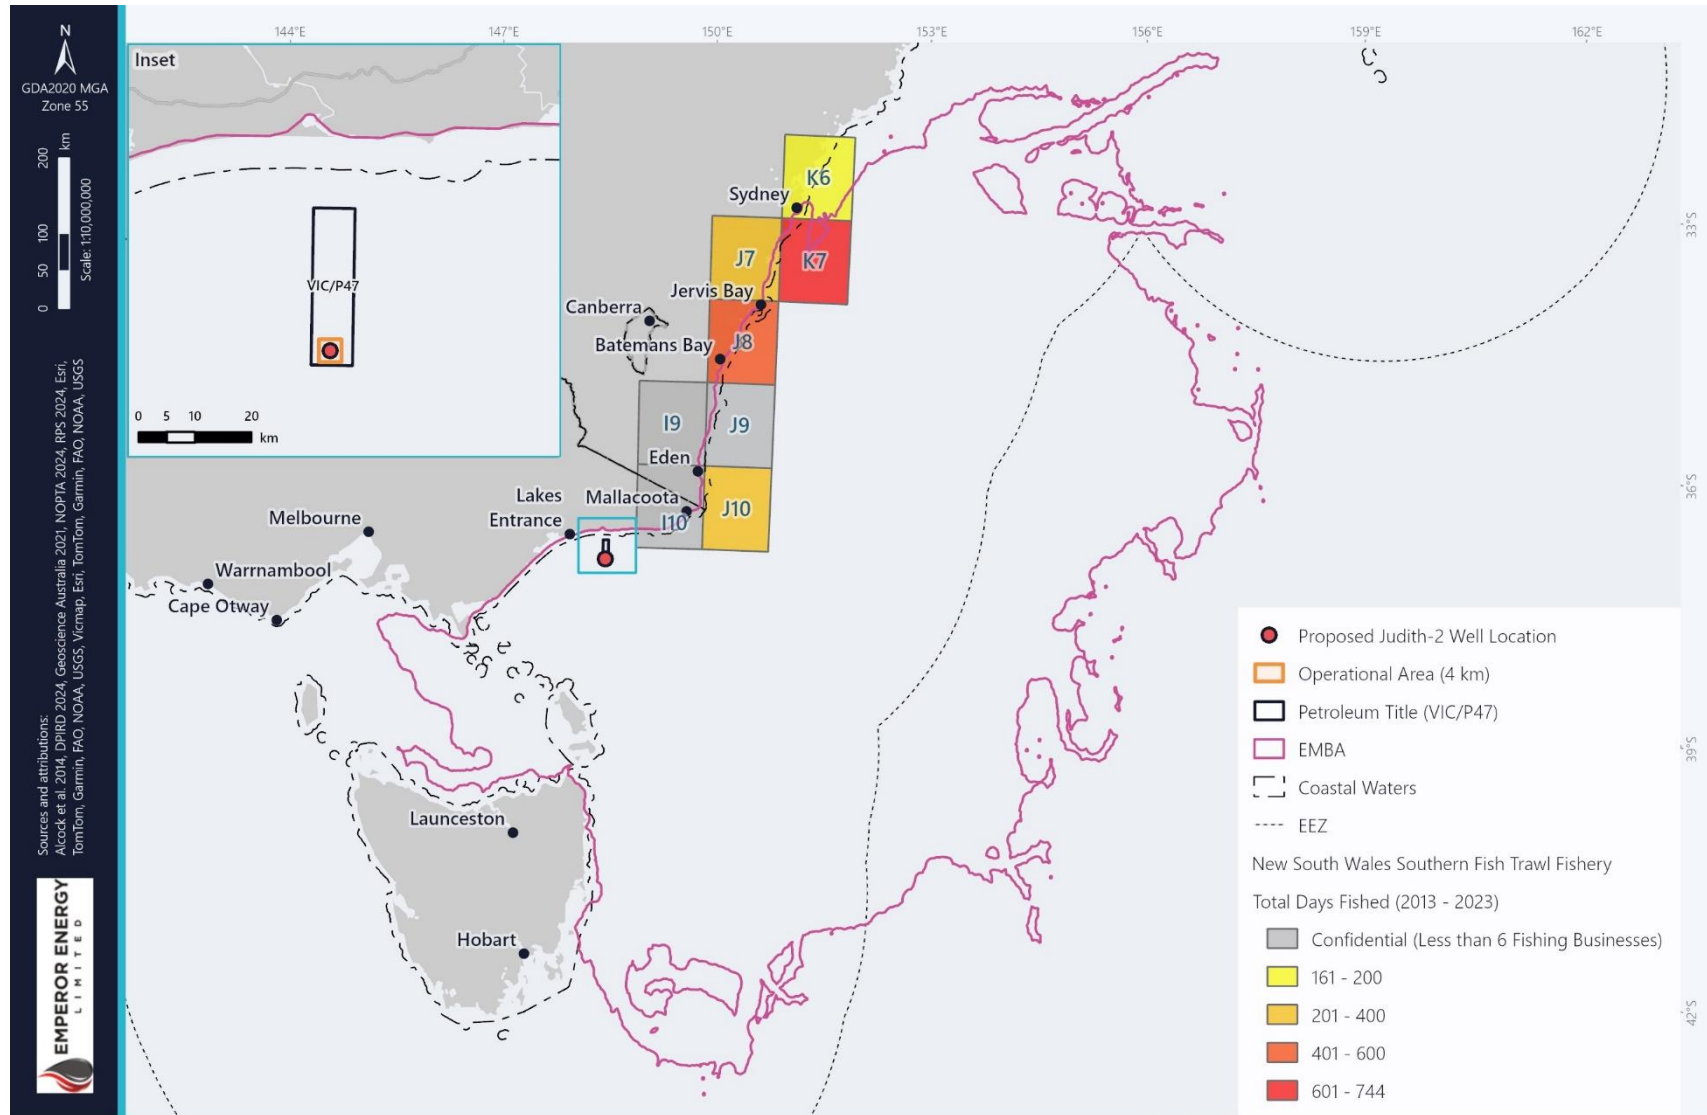 N
GDA2020 MGA
Zone 55
0 50 100 200 km
Scale: 1:10,000,000
Sources and attributions:
Alcock et al. 2014, DPIRD 2024, Geoscience Australia 2021, NOPTA 2024, RPS 2024, Esri,
TomTom, Garmin, FAO, NOAA, USGS, Vicmap, Esri, TomTom, Garmin, FAO, NOAA, USGS
EMPEROR ENERGY
LIMITED
144°E 147°E 150°E 153°E 156°E 159°E 162°E
33°S
36°S
39°S
42°S
Inset
VIC/P47
0 5 10 20
km
K6
Sydney
J7
K7
Jervis Bay
Canberra
Batemans Bay
J8
I9
J9
Eden
Lakes
Entrance
Mallacoota
I10
J10
Melbourne
Warrnambool
Cape Otway
Launceston
Hobart
Proposed Judith-2 Well Location
Operational Area (4 km)
Petroleum Title (VIC/P47)
EMBA
Coastal Waters
EEZ
New South Wales Southern Fish Trawl Fishery
Total Days Fished (2013 - 2023)
Confidential (Less than 6 Fishing Businesses)
161 - 200
201 - 400
401 - 600
601 - 744